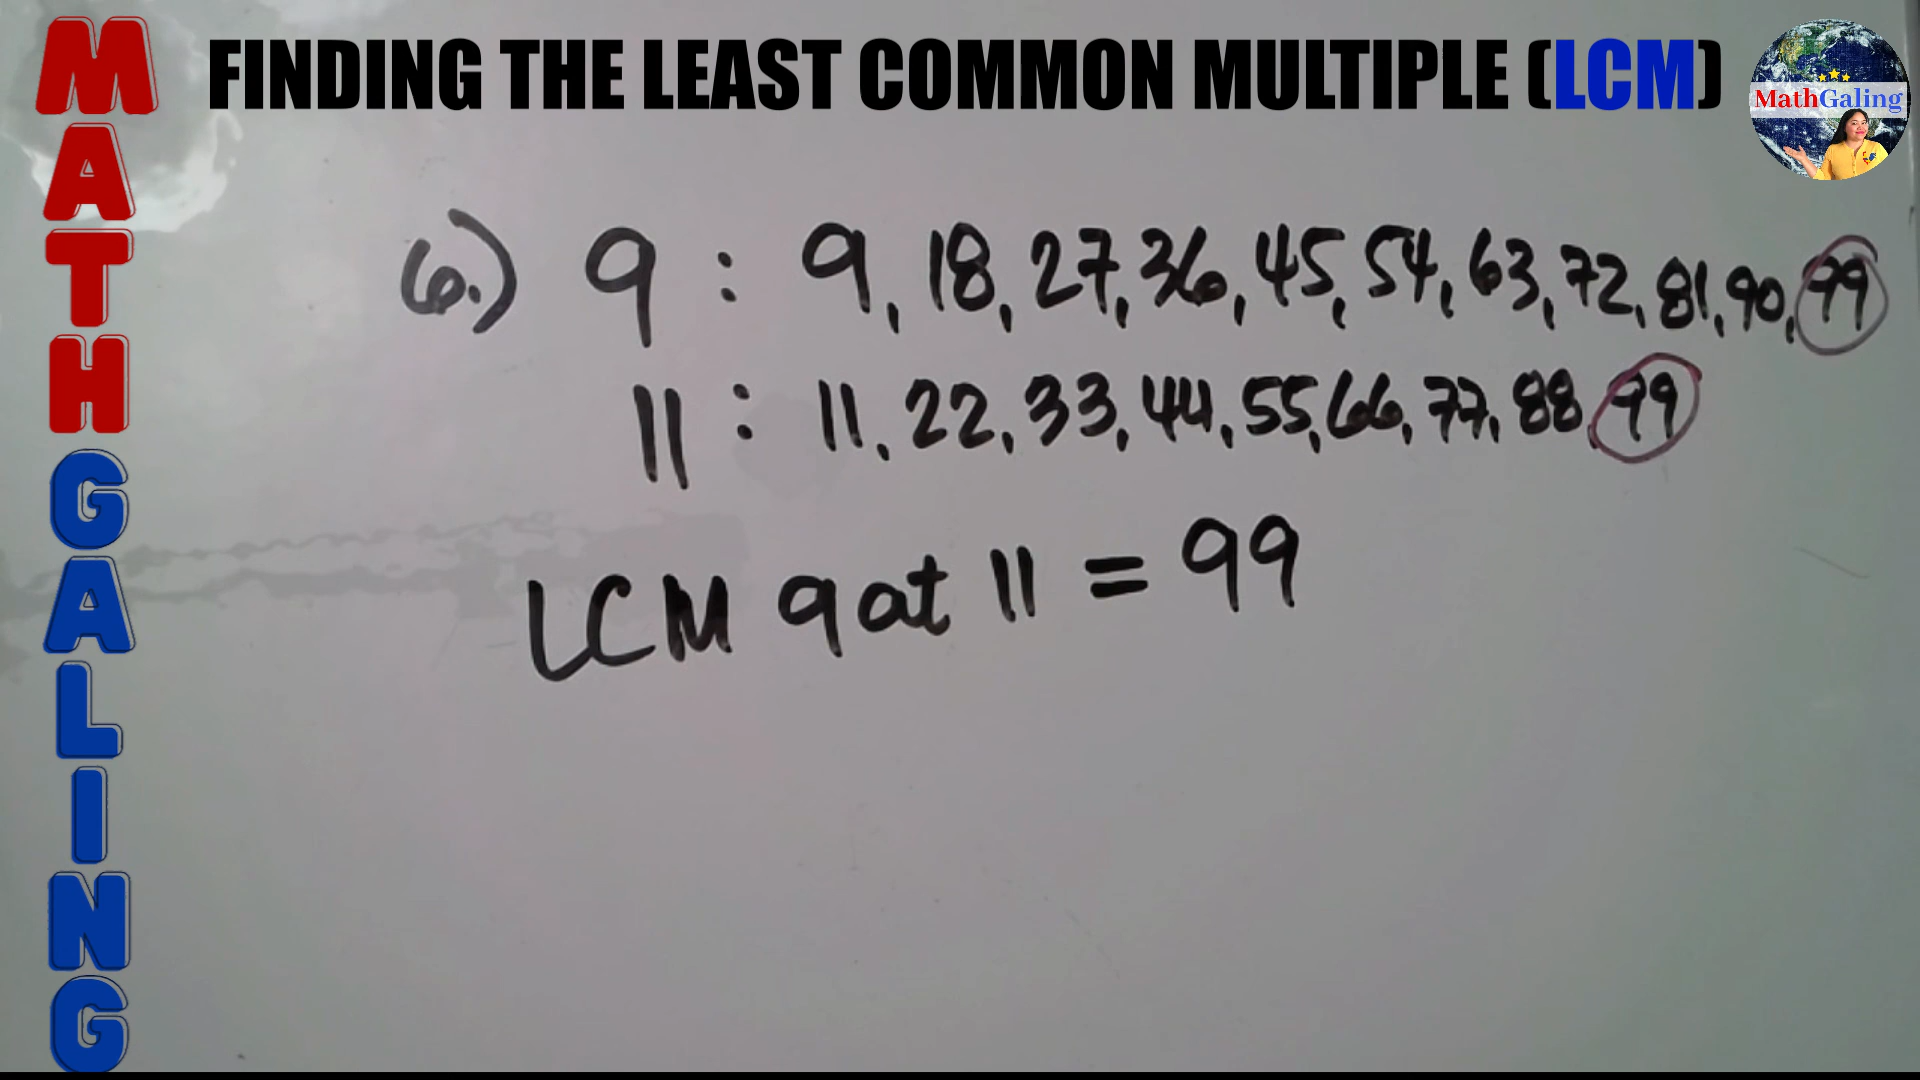 FINDING THE LEAST COMMON MULTIPLE (LCM)
MathGaling
MATH GALING
6.) 9 : 9, 18, 27, 36, 45, 54, 63, 72, 81, 90, 99
11 : 11, 22, 33, 44, 55, 66, 77, 88, 99
LCM 9 at 11 = 99